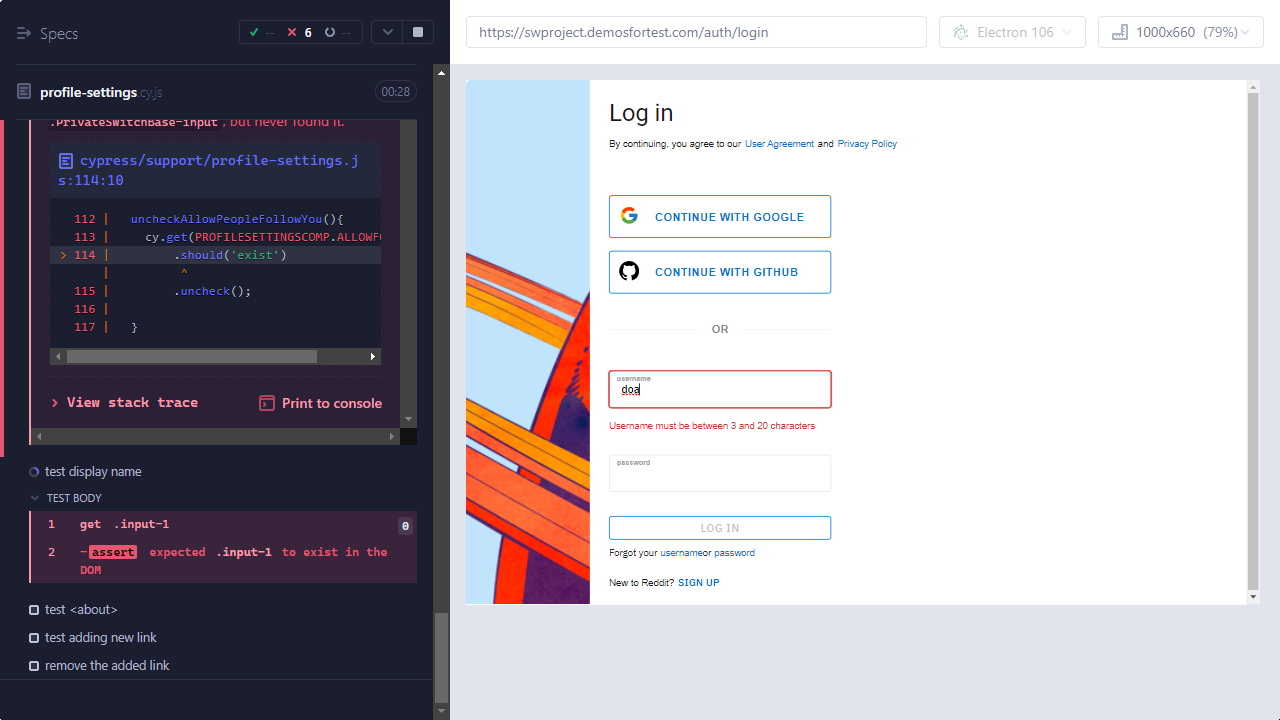 Specs
-- 6 --
https://swproject.demosfortest.com/auth/login
Electron 106
1000x660 (79%)
profile-settings.cy.js
00:28
.PrivateSwitchBase-input, but never found it.
cypress/support/profile-settings.j
s:114:10
112 | uncheckAllowPeopleFollowYou(){
113 | cy.get(PROFILESETTINGSCOMP.ALLOWF
> 114 | .should('exist')
| ^
115 | .uncheck();
116 |
117 | }
> View stack trace
Print to console
test display name
TEST BODY
1 get .input-1 0
2 -assert expected .input-1 to exist in the
DOM
test <about>
test adding new link
remove the added link
Log in
By continuing, you agree to our User Agreement and Privacy Policy
CONTINUE WITH GOOGLE
CONTINUE WITH GITHUB
OR
username
doa
Username must be between 3 and 20 characters
password
LOG IN
Forgot your usernameor password
New to Reddit? SIGN UP